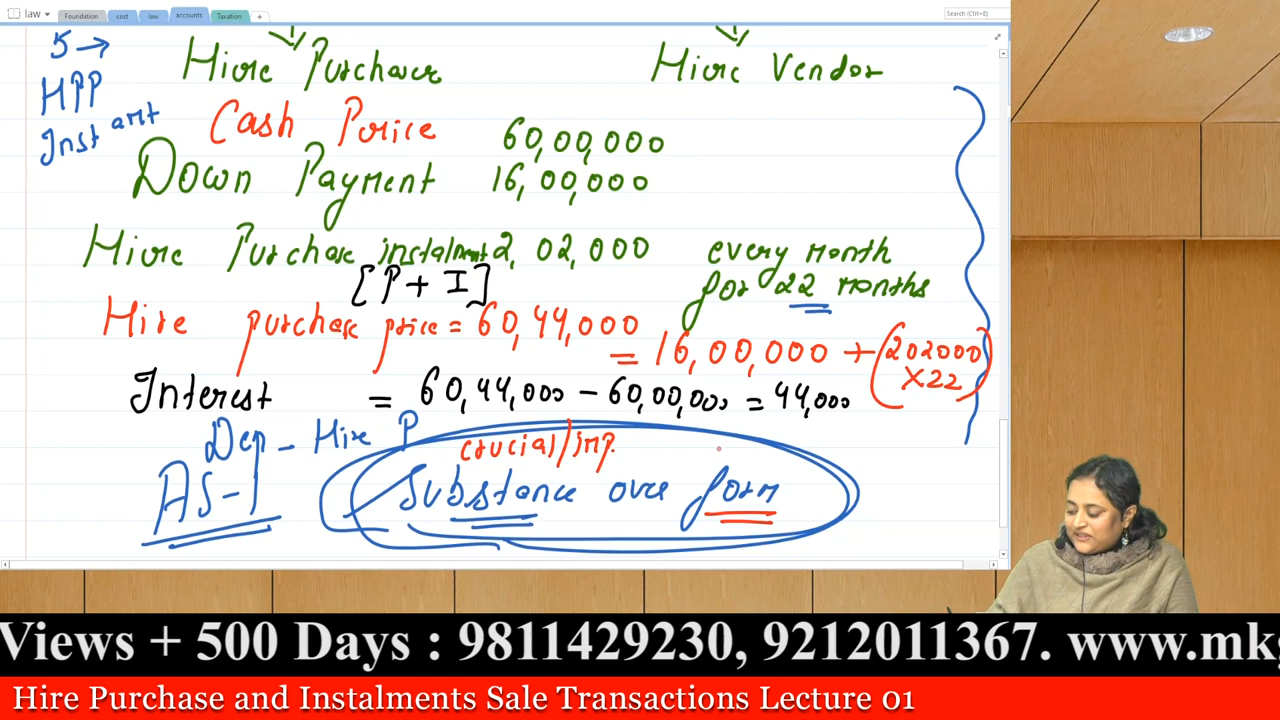 law
Foundation cost law accounts Taxation +
Search (Ctrl+E)
5 →
HPP
Inst amt
Hire Purchaser Hire Vendor
Cash Price 60,00,000
Down Payment 16,00,000
Hire Purchase instalment 2,02,000 every month
[P + I] for 22 months
Hire purchase price = 60,44,000
= 16,00,000 + (202000
×22)
Interest = 60,44,000 – 60,00,000 = 44,000
Dep – Hire P
crucial/imp.
AS-1 Substance over form
Views + 500 Days : 9811429230, 9212011367. www.mk
Hire Purchase and Instalments Sale Transactions Lecture 01